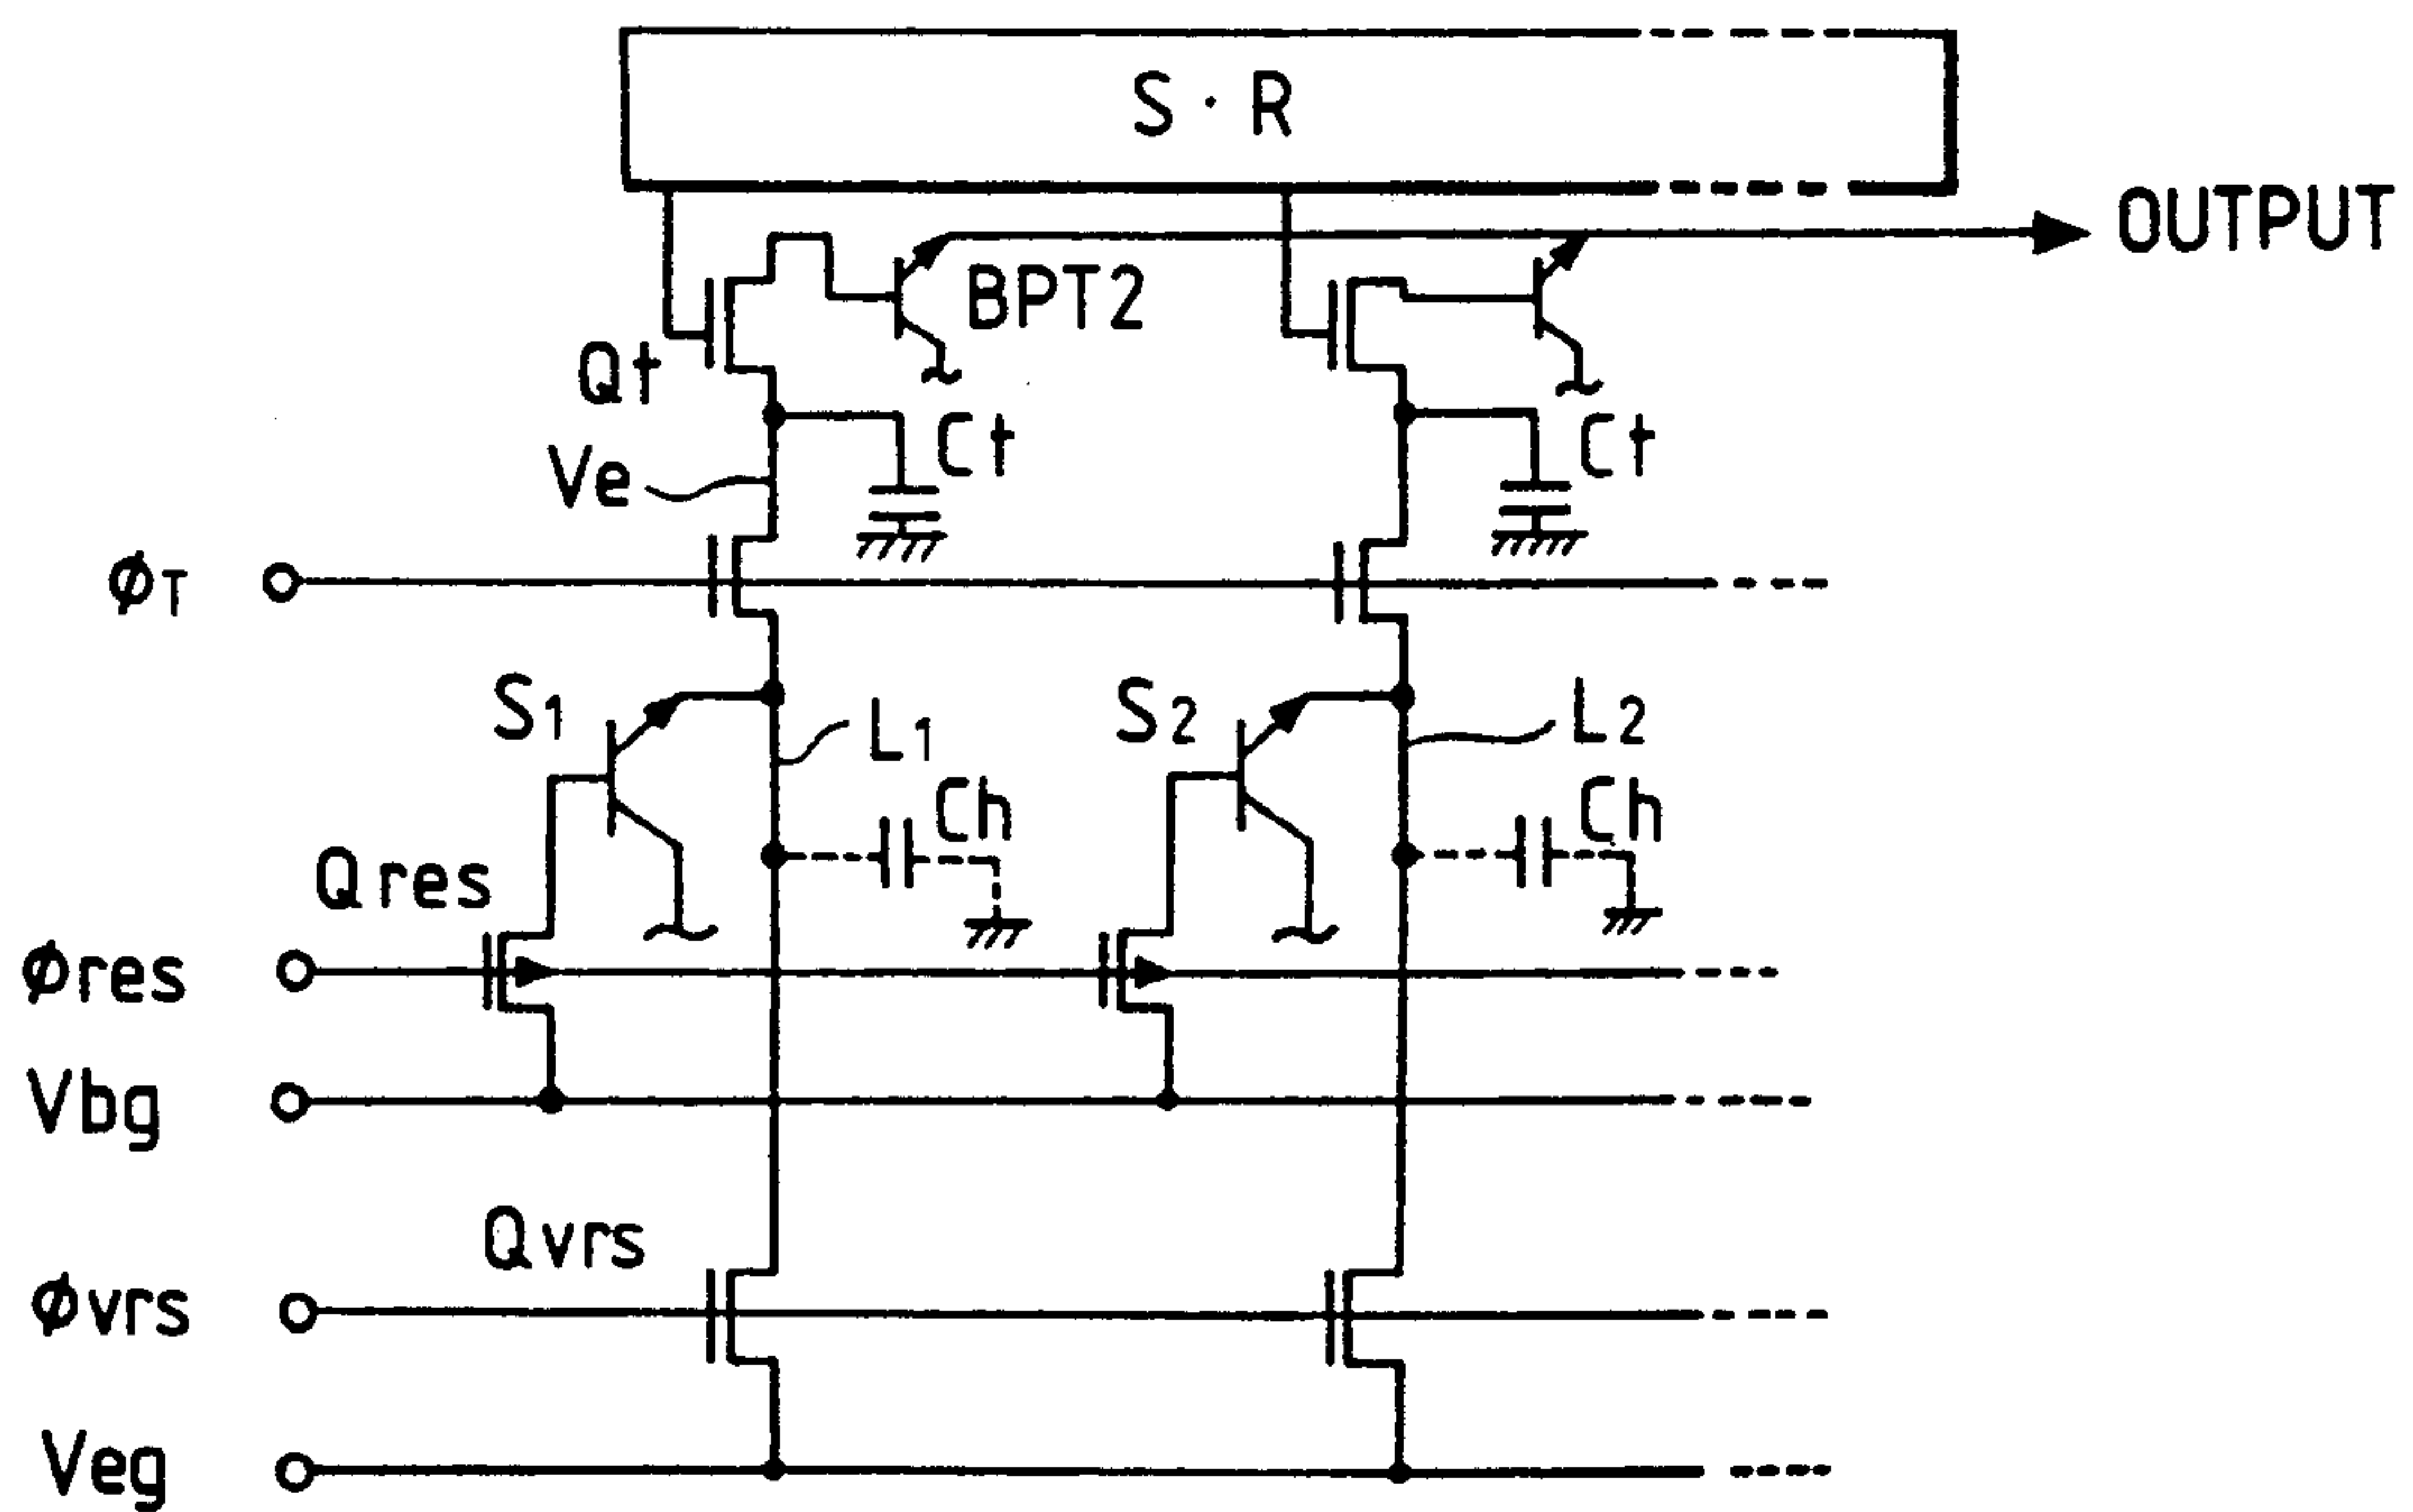 S·R
OUTPUT
BPT2
Qt
Ct
Ct
Ve
ϕT
S1
L1
S2
L2
Ch
Ch
Qres
ϕres
Vbg
Qvrs
ϕvrs
Veg